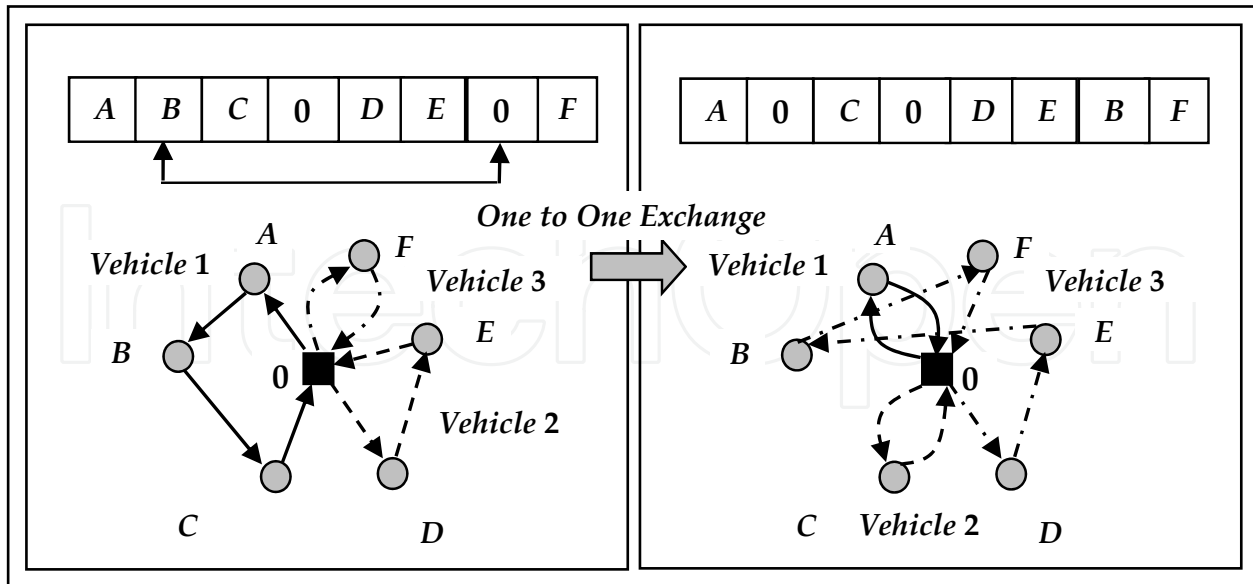 A B C 0 D E 0 F
A 0 C 0 D E B F
One to One Exchange
A
F
Vehicle 1
Vehicle 3
B
E
0
Vehicle 2
C
D
A
F
Vehicle 1
Vehicle 3
B
E
0
C
Vehicle 2
D
InTechOpen